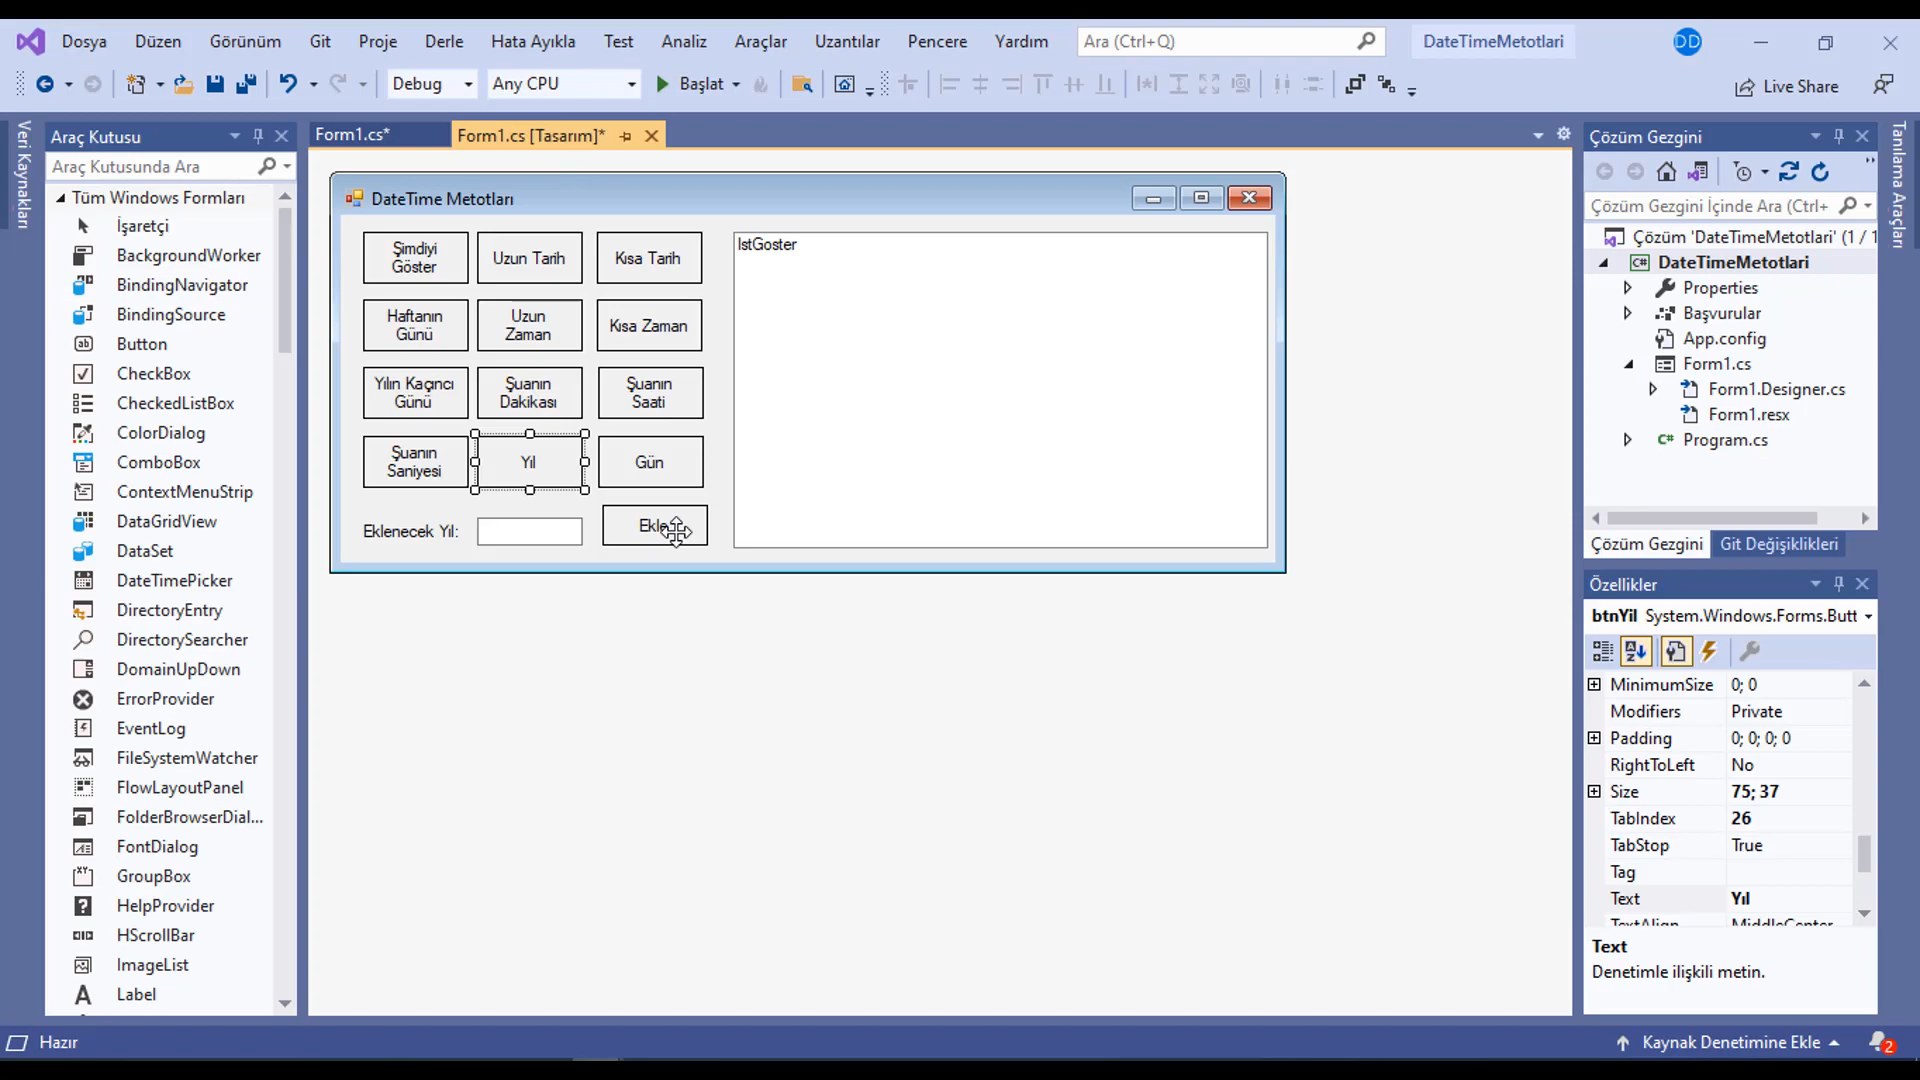 Dosya Düzen Görünüm Git Proje Derle Hata Ayıkla Test Analiz Araçlar Uzantılar Pencere Yardım Ara (Ctrl+Q) DateTimeMetotlari DD
Debug Any CPU Başlat Live Share
Veri Kaynakları
Araç Kutusu
Araç Kutusunda Ara
Tüm Windows Formları
İşaretçi
BackgroundWorker
BindingNavigator
BindingSource
Button
CheckBox
CheckedListBox
ColorDialog
ComboBox
ContextMenuStrip
DataGridView
DataSet
DateTimePicker
DirectoryEntry
DirectorySearcher
DomainUpDown
ErrorProvider
EventLog
FileSystemWatcher
FlowLayoutPanel
FolderBrowserDial...
FontDialog
GroupBox
HelpProvider
HScrollBar
ImageList
Label
Form1.cs* Form1.cs [Tasarım]*
DateTime Metotları
Şimdiyi Göster Uzun Tarih Kısa Tarih
Haftanın Günü Uzun Zaman Kısa Zaman
Yılın Kaçıncı Günü Şuanın Dakikası Şuanın Saati
Şuanın Saniyesi Yıl Gün
Eklenecek Yıl: Ekle
lstGoster
Çözüm Gezgini
Çözüm Gezgini İçinde Ara (Ctrl+
Çözüm 'DateTimeMetotlari' (1 / 1
DateTimeMetotlari
Properties
Başvurular
App.config
Form1.cs
Form1.Designer.cs
Form1.resx
Program.cs
Çözüm Gezgini Git Değişiklikleri
Özellikler
btnYil System.Windows.Forms.Butt
MinimumSize 0; 0
Modifiers Private
Padding 0; 0; 0; 0
RightToLeft No
Size 75; 37
TabIndex 26
TabStop True
Tag
Text Yıl
TextAlign MiddleCenter
Text
Denetimle ilişkili metin.
Tanılama Araçları
Hazır Kaynak Denetimine Ekle 2